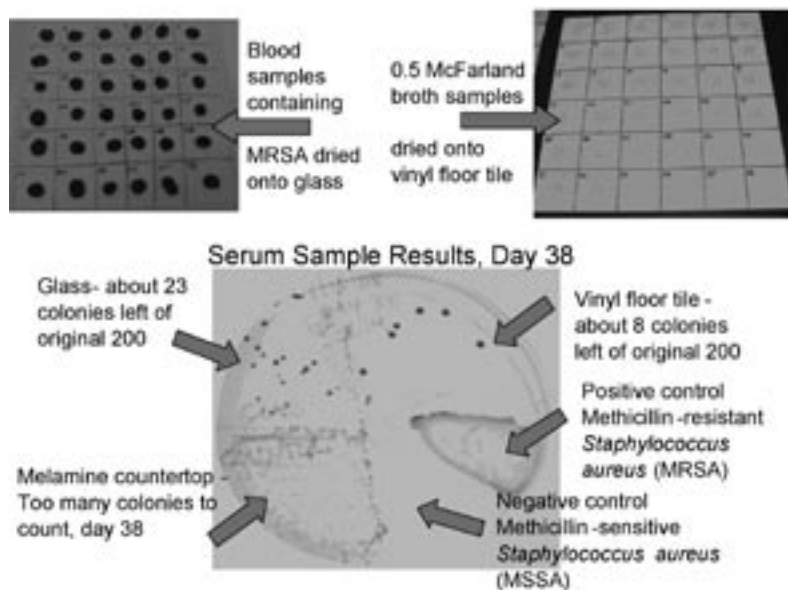 Blood
samples
containing
MRSA dried
onto glass
0.5 McFarland
broth samples
dried onto
vinyl floor tile
Serum Sample Results, Day 38
Glass- about 23
colonies left of
original 200
Vinyl floor tile -
about 8 colonies
left of original 200
Positive control
Methicillin -resistant
Staphylococcus
aureus (MRSA)
Melamine countertop -
Too many colonies to
count, day 38
Negative control
Methicillin -sensitive
Staphylococcus aureus
(MSSA)